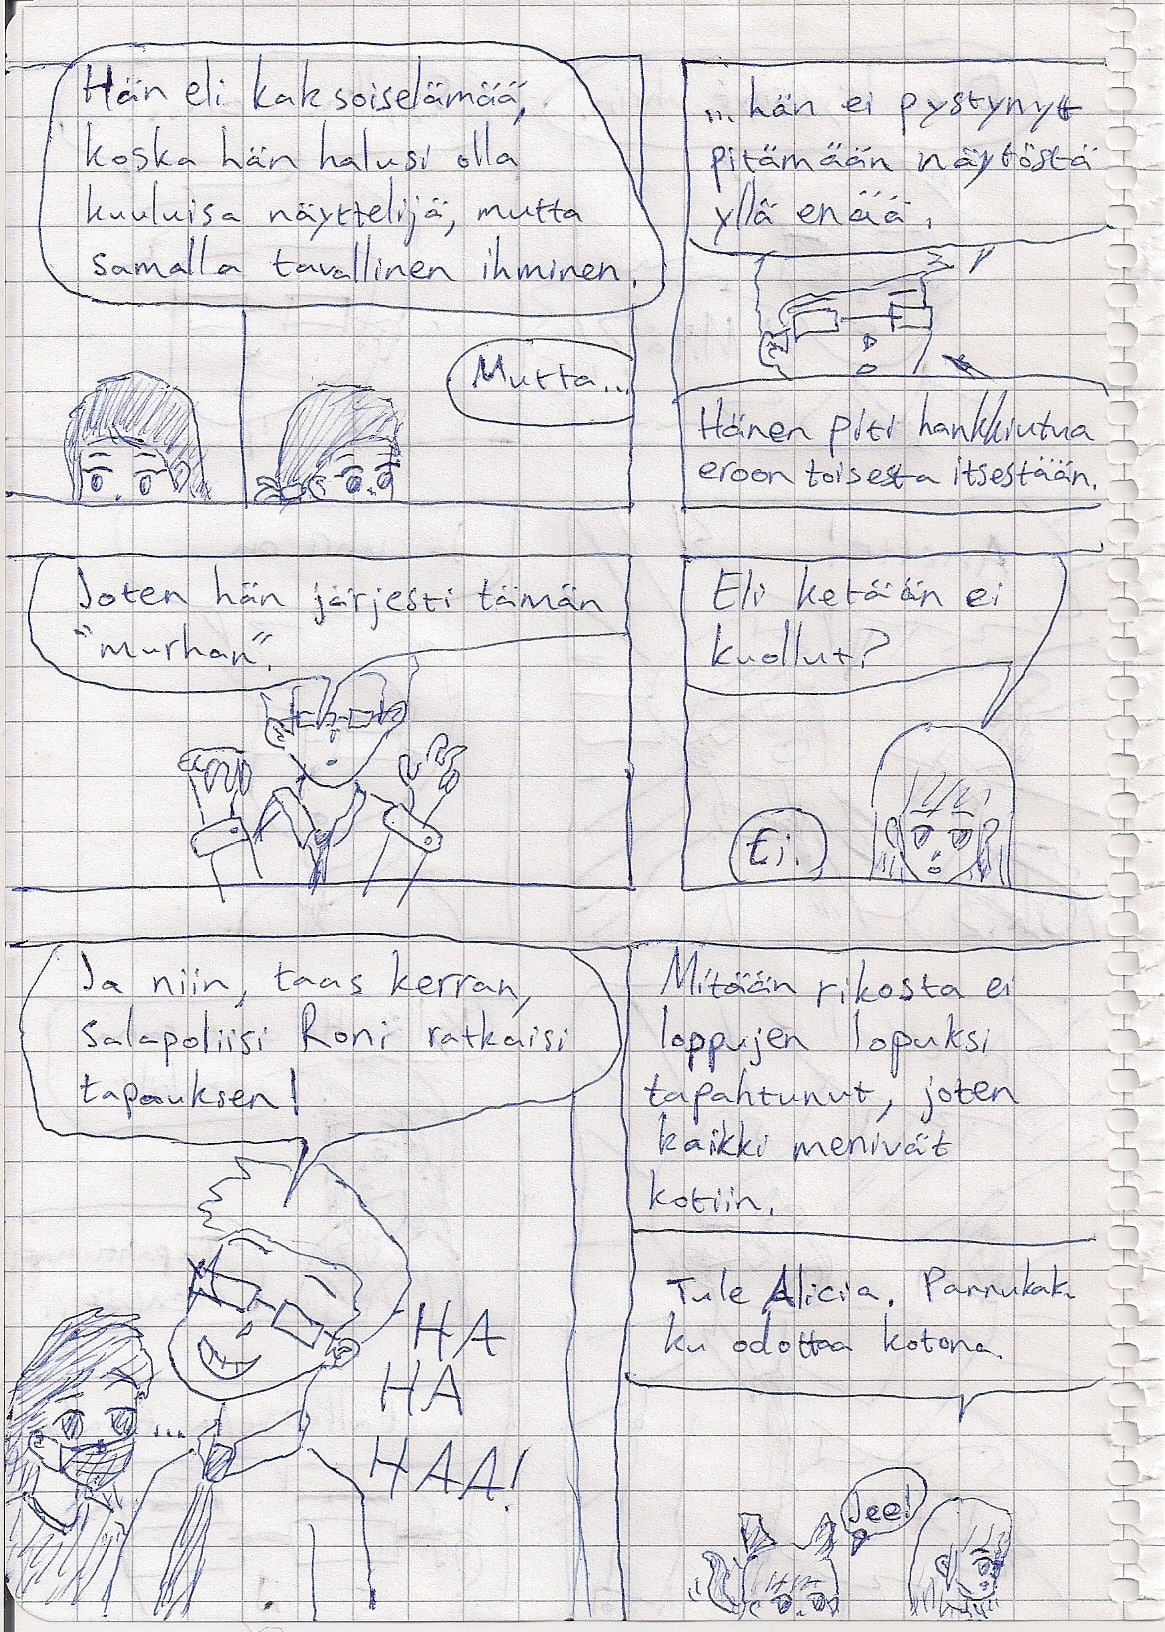 Hän eli kaksoiselämää,
koska hän halusi olla
kuuluisa näyttelijä, mutta
samalla tavallinen ihminen.
Mutta...
...hän ei pystynyt
pitämään näytöstä
yllä enää.
Hänen piti hankkiutua
eroon toisesta itsestään.
Joten hän järjesti tämän
"murhan".
Eli ketään ei
kuollut?
Ei.
Ja niin, taas kerran,
salapoliisi Roni ratkaisi
tapauksen!
...
HA
HA
HAA!
Mitään rikosta ei
loppujen lopuksi
tapahtunut, joten
kaikki menivät
kotiin.
Tule Alicia. Pannukak-
ku odottaa kotona.
Jee!